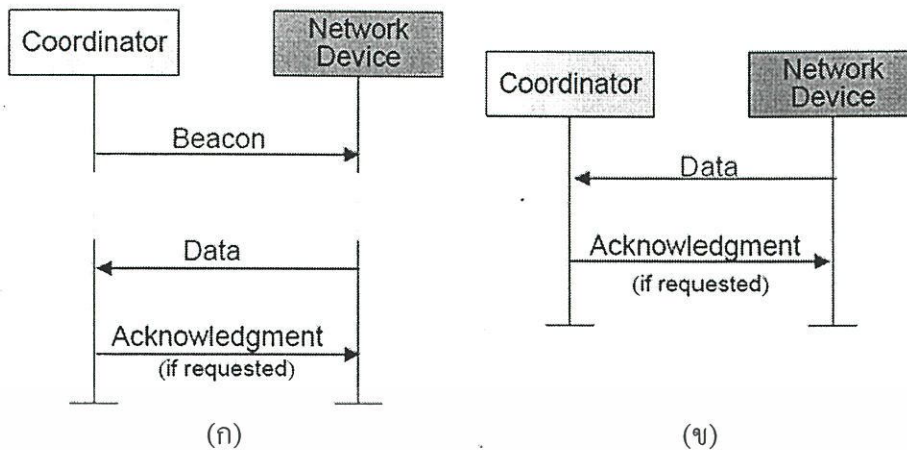 Coordinator
Network
Device
Beacon
Data
Acknowledgment
(if requested)
(ก)
Coordinator
Network
Device
Data
Acknowledgment
(if requested)
(ข)